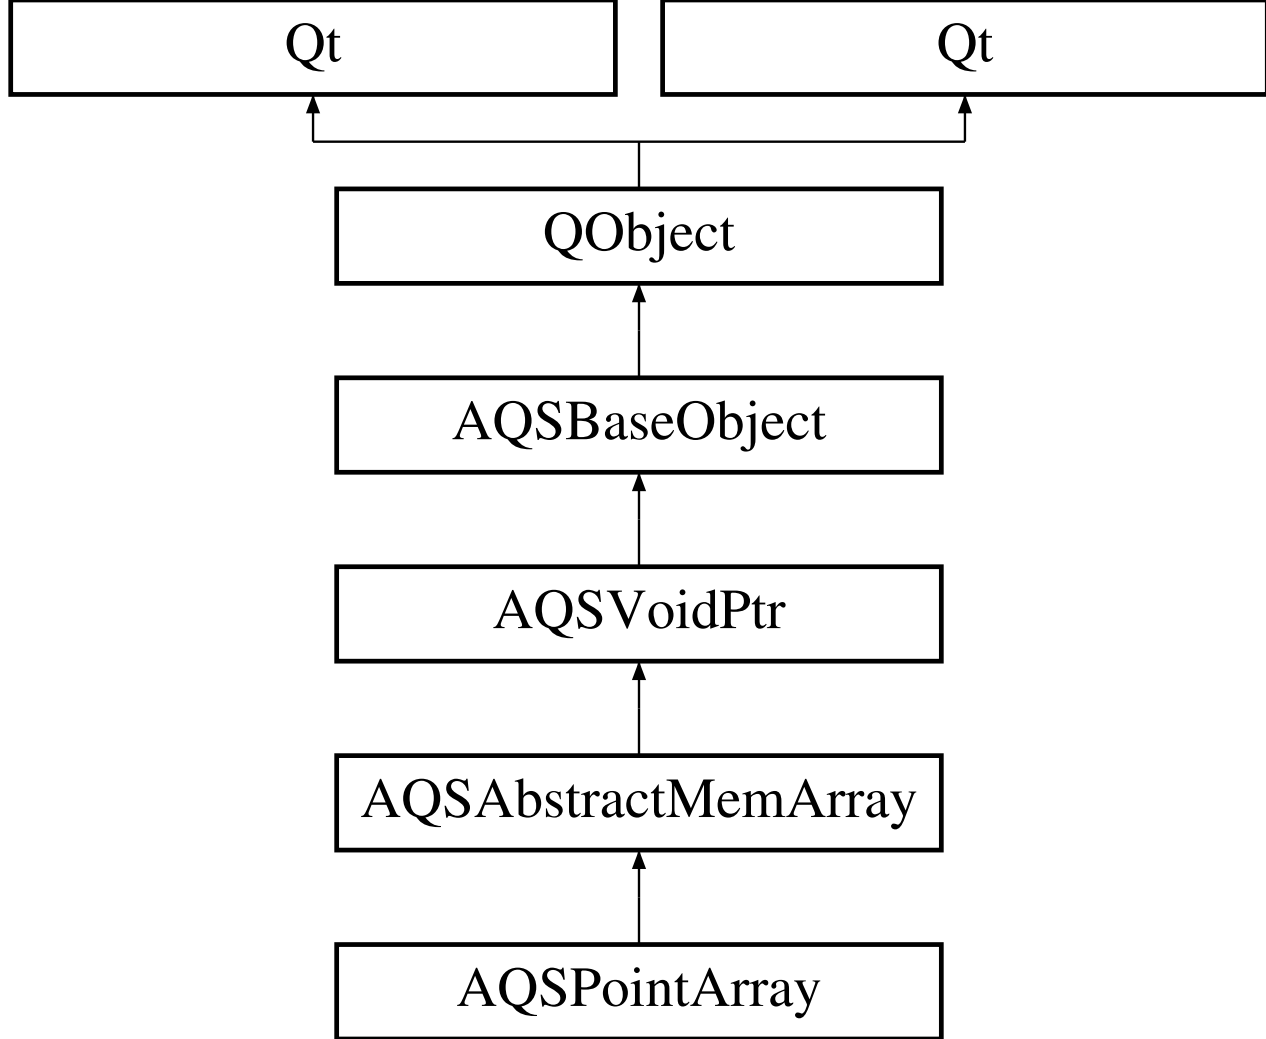 Qt
Qt
QObject
AQSBaseObject
AQSVoidPtr
AQSAbstractMemArray
AQSPointArray